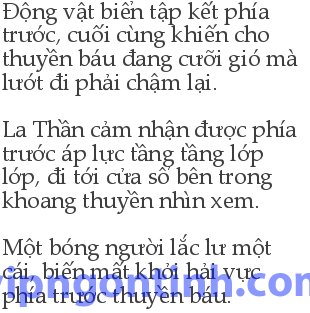 Động vật biển tập kết phía
trước, cuối cùng khiến cho
thuyền báu đang cưỡi gió mà
lướt đi phải chậm lại.
La Thần cảm nhận được phía
trước áp lực tầng tầng lớp
lớp, đi tới cửa sổ bên trong
khoang thuyền nhìn xem.
Một bóng người lắc lư một
cái, biến mất khỏi hải vực
phía trước thuyền báu.
vipngontinh.com